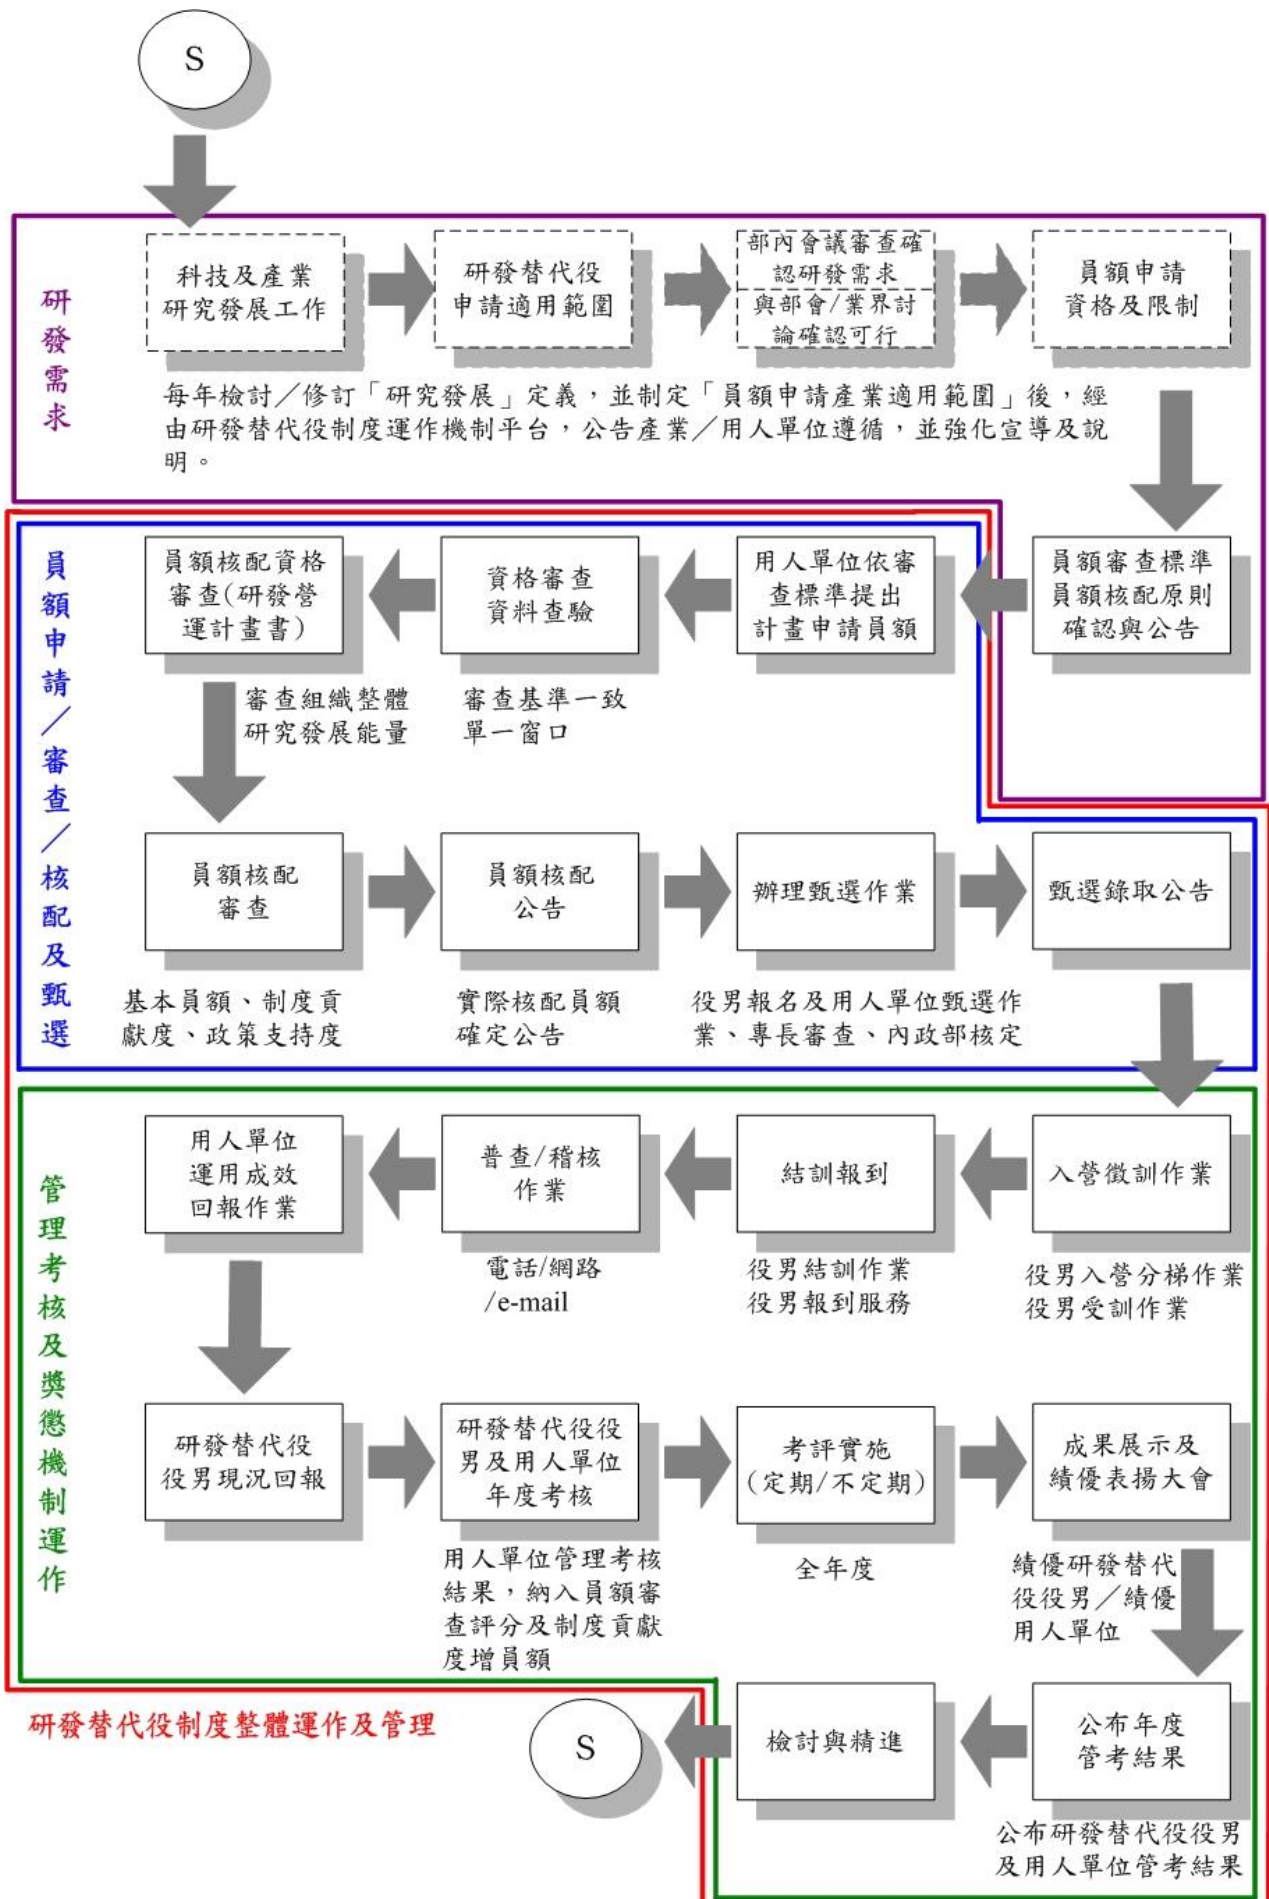 S
研發需求
科技及產業
研究發展工作
研發替代役
申請適用範圍
部內會議審查確
認研發需求
與部會/業界討
論確認可行
員額申請
資格及限制
每年檢討／修訂「研究發展」定義，並制定「員額申請產業適用範圍」後，經
由研發替代役制度運作機制平台，公告產業／用人單位遵循，並強化宣導及說
明。
員額審查標準
員額核配原則
確認與公告
員額申請／審查／核配及甄選
用人單位依審
查標準提出
計畫申請員額
資格審查
資料查驗
審查基準一致
單一窗口
員額核配資格
審查(研發營
運計畫書)
審查組織整體
研究發展能量
員額核配
審查
基本員額、制度貢
獻度、政策支持度
員額核配
公告
實際核配員額
確定公告
辦理甄選作業
役男報名及用人單位甄選作
業、專長審查、內政部核定
甄選錄取公告
管理考核及獎懲機制運作
入營徵訓作業
役男入營分梯作業
役男受訓作業
結訓報到
役男結訓作業
役男報到服務
普查/稽核
作業
電話/網路
/e-mail
用人單位
運用成效
回報作業
研發替代役
役男現況回報
研發替代役役
男及用人單位
年度考核
用人單位管理考核
結果，納入員額審
查評分及制度貢獻
度增員額
考評實施
(定期/不定期)
全年度
成果展示及
績優表揚大會
績優研發替代
役役男／績優
用人單位
公布年度
管考結果
公布研發替代役役男
及用人單位管考結果
檢討與精進
S
研發替代役制度整體運作及管理